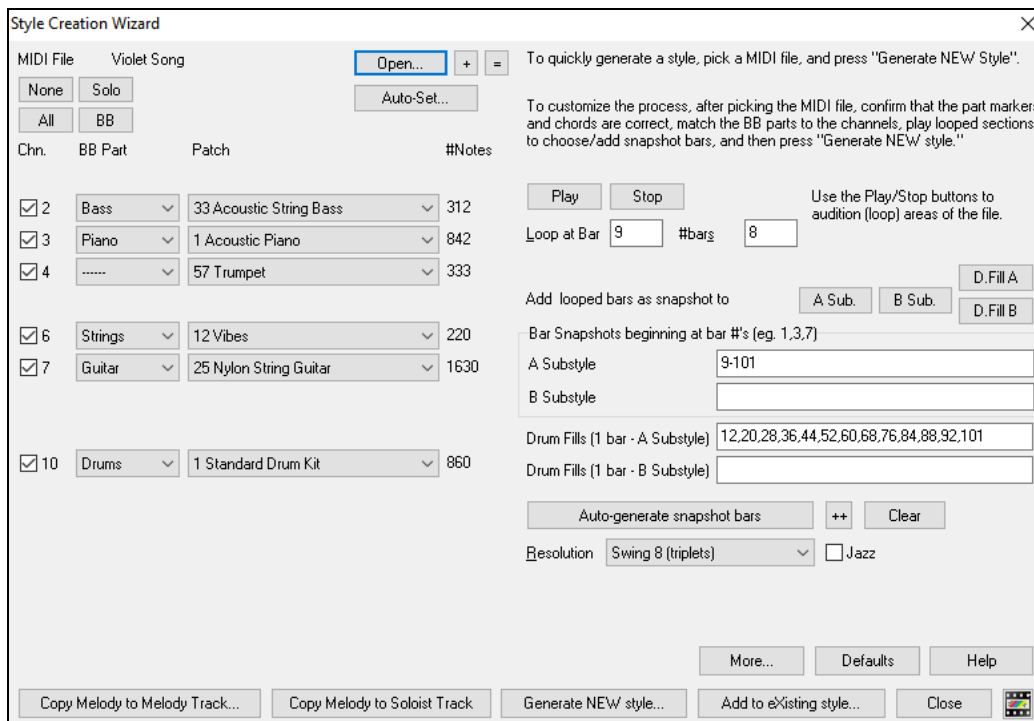 Style Creation Wizard
MIDI File Violet Song
Open... + =
None Solo
Auto-Set...
All BB
Chn. BB Part Patch #Notes
2 Bass 33 Acoustic String Bass 312
3 Piano 1 Acoustic Piano 842
4 ------ 57 Trumpet 333
6 Strings 12 Vibes 220
7 Guitar 25 Nylon String Guitar 1630
10 Drums 1 Standard Drum Kit 860
To quickly generate a style, pick a MIDI file, and press "Generate NEW Style".
To customize the process, after picking the MIDI file, confirm that the part markers
and chords are correct, match the BB parts to the channels, play looped sections
to choose/add snapshot bars, and then press "Generate NEW style."
Play Stop
Use the Play/Stop buttons to
audition (loop) areas of the file.
Loop at Bar 9 #bars 8
D.Fill A
Add looped bars as snapshot to A Sub. B Sub.
D.Fill B
Bar Snapshots beginning at bar #'s (eg. 1,3,7)
A Substyle 9-101
B Substyle
Drum Fills (1 bar - A Substyle) 12,20,28,36,44,52,60,68,76,84,88,92,101
Drum Fills (1 bar - B Substyle)
Auto-generate snapshot bars ++ Clear
Resolution Swing 8 (triplets) Jazz
More... Defaults Help
Copy Melody to Melody Track... Copy Melody to Soloist Track Generate NEW style... Add to eXisting style... Close